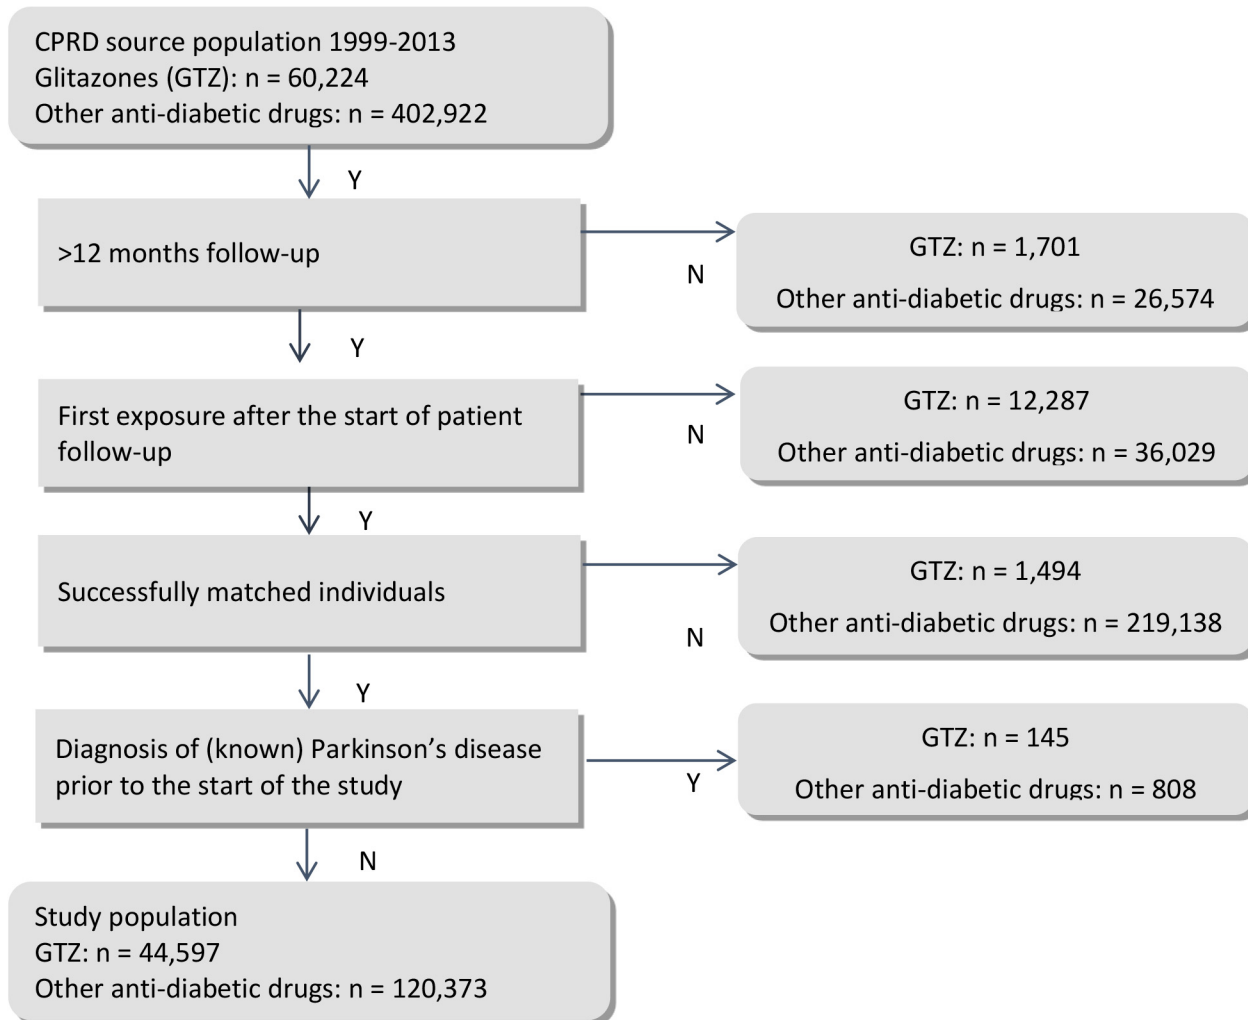 CPRD source population 1999-2013
Glitazones (GTZ): n = 60,224
Other anti-diabetic drugs: n = 402,922
Y
>12 months follow-up
N
GTZ: n = 1,701
Other anti-diabetic drugs: n = 26,574
Y
First exposure after the start of patient
follow-up
N
GTZ: n = 12,287
Other anti-diabetic drugs: n = 36,029
Y
Successfully matched individuals
N
GTZ: n = 1,494
Other anti-diabetic drugs: n = 219,138
Y
Diagnosis of (known) Parkinson’s disease
prior to the start of the study
Y
GTZ: n = 145
Other anti-diabetic drugs: n = 808
N
Study population
GTZ: n = 44,597
Other anti-diabetic drugs: n = 120,373